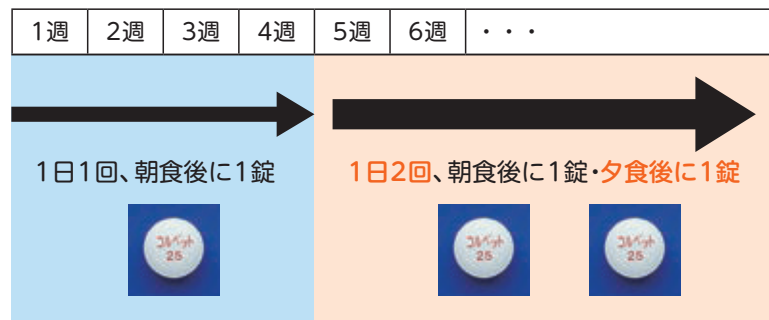 1週 2週 3週 4週 5週 6週 ・・・
1日1回、朝食後に1錠
1日2回、朝食後に1錠・夕食後に1錠
コルベット
25
コルベット
25
コルベット
25